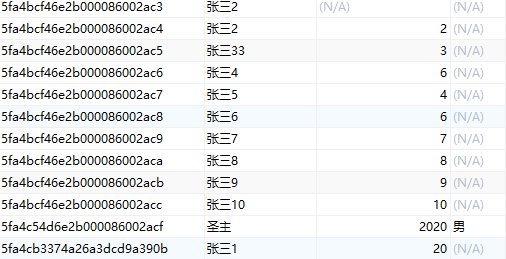 5fa4bcf46e2b000086002ac3 张三2 (N/A) (N/A)
5fa4bcf46e2b000086002ac4 张三2 2 (N/A)
5fa4bcf46e2b000086002ac5 张三33 3 (N/A)
5fa4bcf46e2b000086002ac6 张三4 6 (N/A)
5fa4bcf46e2b000086002ac7 张三5 4 (N/A)
5fa4bcf46e2b000086002ac8 张三6 6 (N/A)
5fa4bcf46e2b000086002ac9 张三7 7 (N/A)
5fa4bcf46e2b000086002aca 张三8 8 (N/A)
5fa4bcf46e2b000086002acb 张三9 9 (N/A)
5fa4bcf46e2b000086002acc 张三10 10 (N/A)
5fa4c54d6e2b000086002acf 圣主 2020 男
5fa4cb3374a26a3dcd9a390b 张三1 20 (N/A)